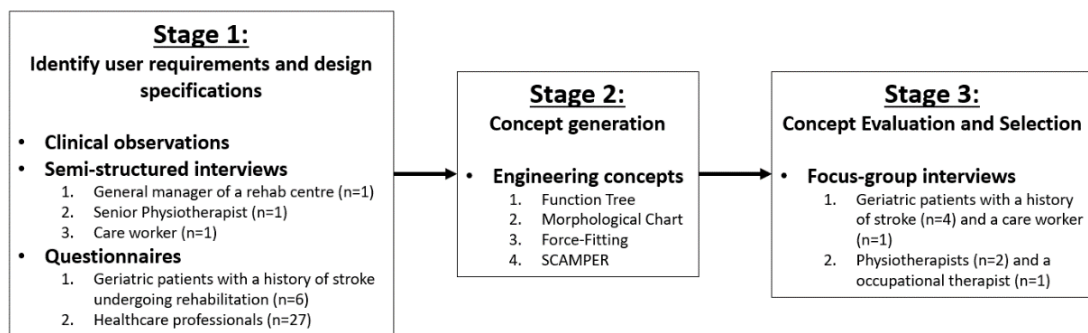 Stage 1:
Identify user requirements and design
specifications
• Clinical observations
• Semi-structured interviews
1. General manager of a rehab centre (n=1)
2. Senior Physiotherapist (n=1)
3. Care worker (n=1)
• Questionnaires
1. Geriatric patients with a history of stroke
undergoing rehabilitation (n=6)
2. Healthcare professionals (n=27)
Stage 2:
Concept generation
• Engineering concepts
1. Function Tree
2. Morphological Chart
3. Force-Fitting
4. SCAMPER
Stage 3:
Concept Evaluation and Selection
• Focus-group interviews
1. Geriatric patients with a history
of stroke (n=4) and a care worker
(n=1)
2. Physiotherapists (n=2) and a
occupational therapist (n=1)